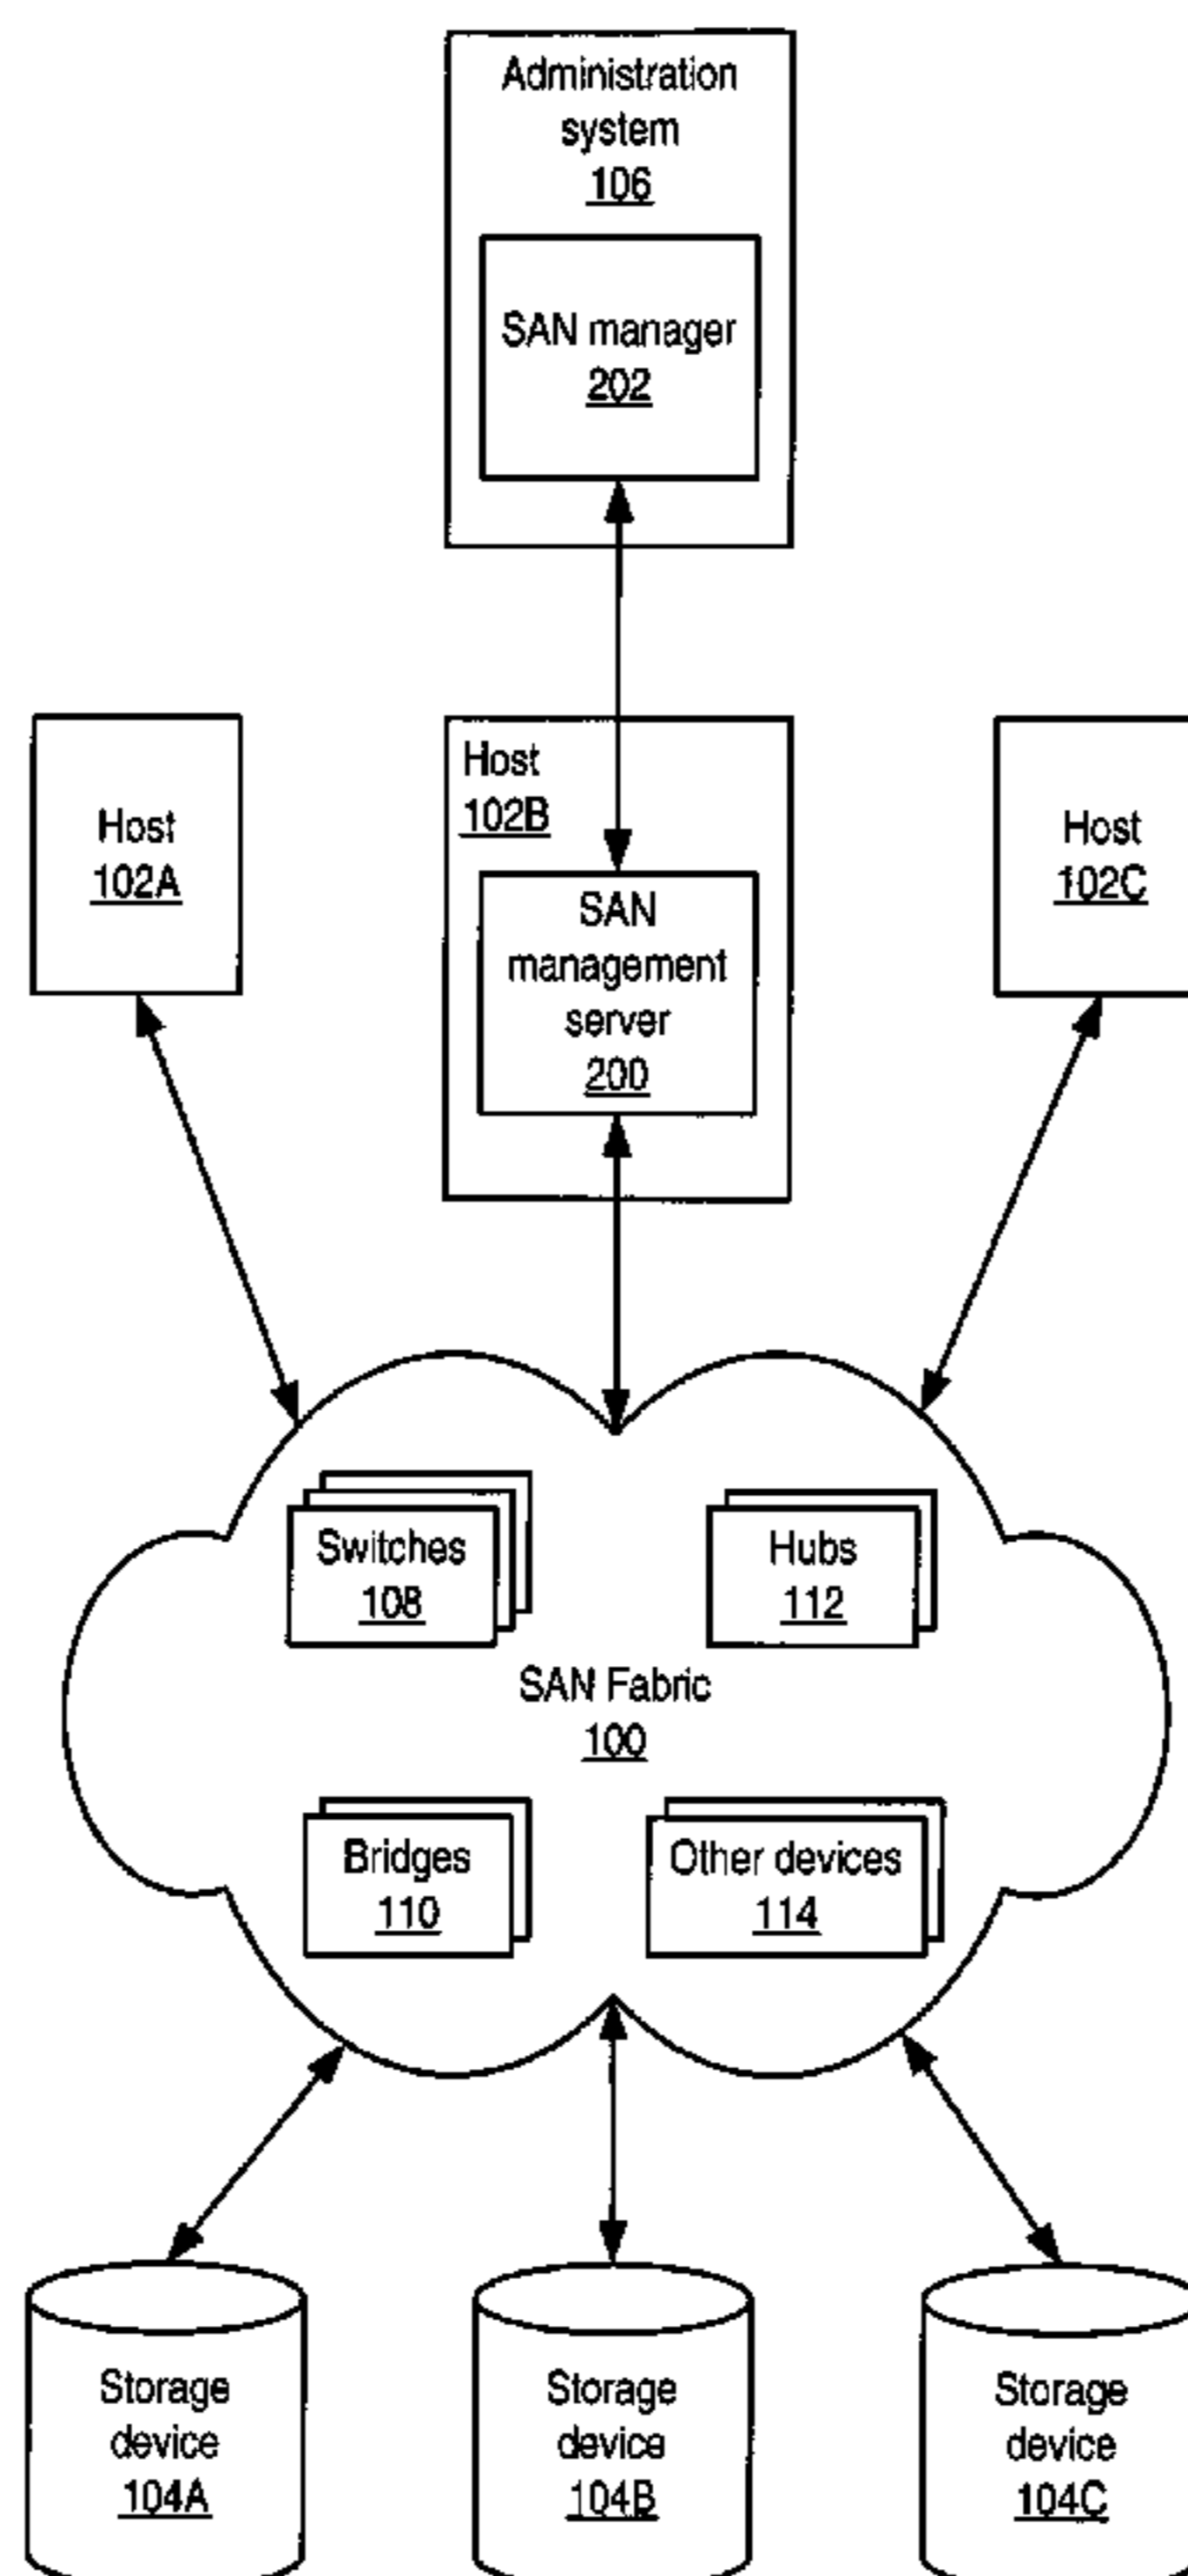 Administration
system
106
SAN manager
202
Host
102A
Host
102B
SAN
management
server
200
Host
102C
Switches
108
Hubs
112
SAN Fabric
100
Bridges
110
Other devices
114
Storage
device
104A
Storage
device
104B
Storage
device
104C